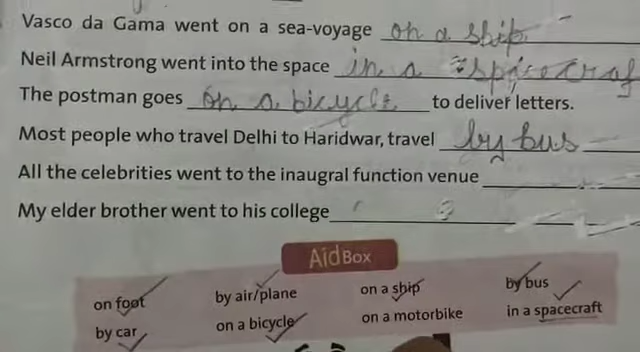 Vasco da Gama went on a sea-voyage on a ship
Neil Armstrong went into the space in a spacecraf
The postman goes on a bicycle to deliver letters.
Most people who travel Delhi to Haridwar, travel by bus
All the celebrities went to the inaugral function venue
My elder brother went to his college
Aid Box
on foot by air/plane on a ship by bus
by car on a bicycle on a motorbike in a spacecraft